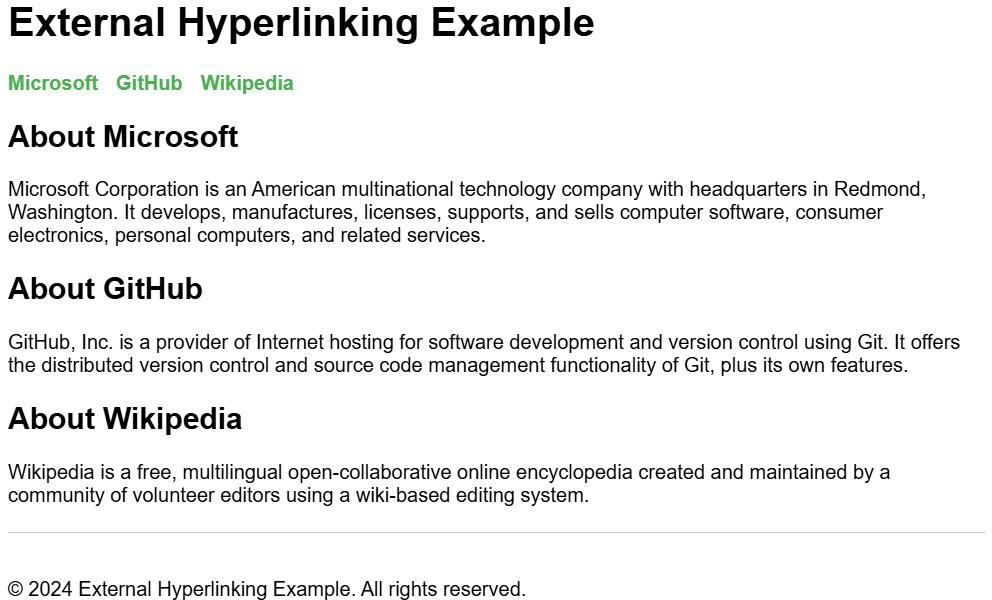 External Hyperlinking Example
Microsoft GitHub Wikipedia
About Microsoft
Microsoft Corporation is an American multinational technology company with headquarters in Redmond,
Washington. It develops, manufactures, licenses, supports, and sells computer software, consumer
electronics, personal computers, and related services.
About GitHub
GitHub, Inc. is a provider of Internet hosting for software development and version control using Git. It offers
the distributed version control and source code management functionality of Git, plus its own features.
About Wikipedia
Wikipedia is a free, multilingual open-collaborative online encyclopedia created and maintained by a
community of volunteer editors using a wiki-based editing system.
© 2024 External Hyperlinking Example. All rights reserved.